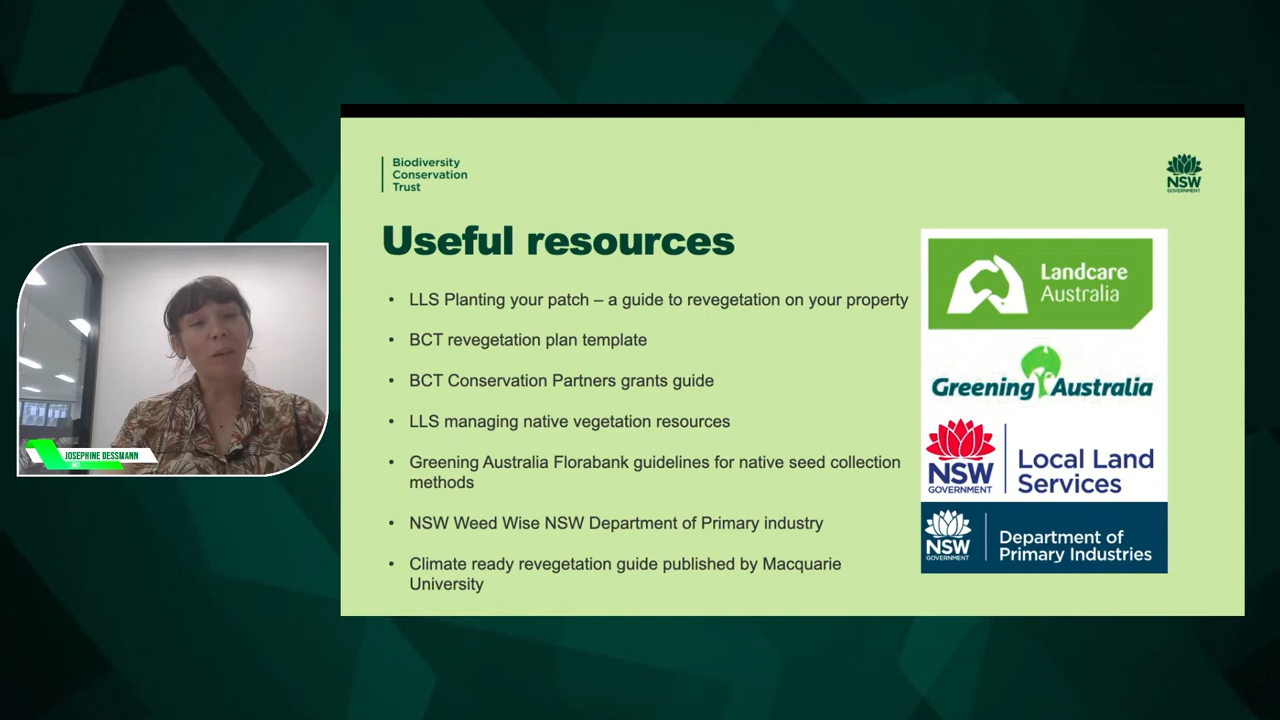 Biodiversity
Conservation
Trust
NSW
GOVERNMENT
Useful resources
• LLS Planting your patch – a guide to revegetation on your property
• BCT revegetation plan template
• BCT Conservation Partners grants guide
• LLS managing native vegetation resources
• Greening Australia Florabank guidelines for native seed collection
methods
• NSW Weed Wise NSW Department of Primary industry
• Climate ready revegetation guide published by Macquarie
University
Landcare
Australia
Greening Australia
NSW
GOVERNMENT
Local Land
Services
NSW
GOVERNMENT
Department of
Primary Industries
JOSEPHINE DESSMANN